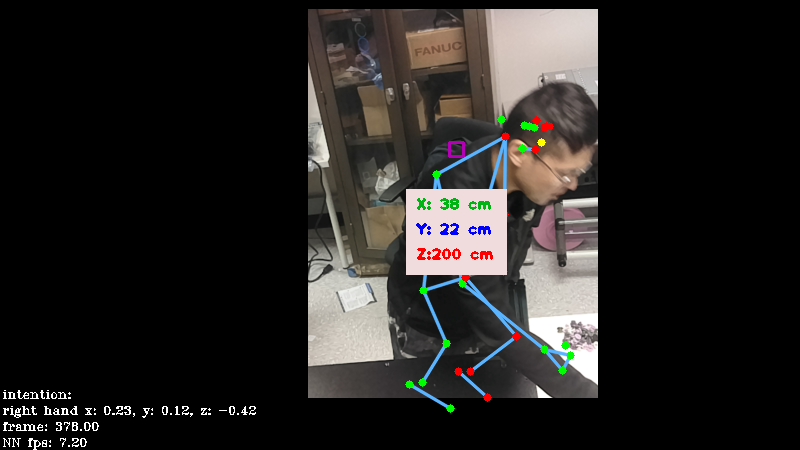 FANUC
X: 38 cm
Y: 22 cm
Z:200 cm
intention:
right hand x: 0.23, y: 0.12, z: -0.42
frame: 378.00
NN fps: 7.20